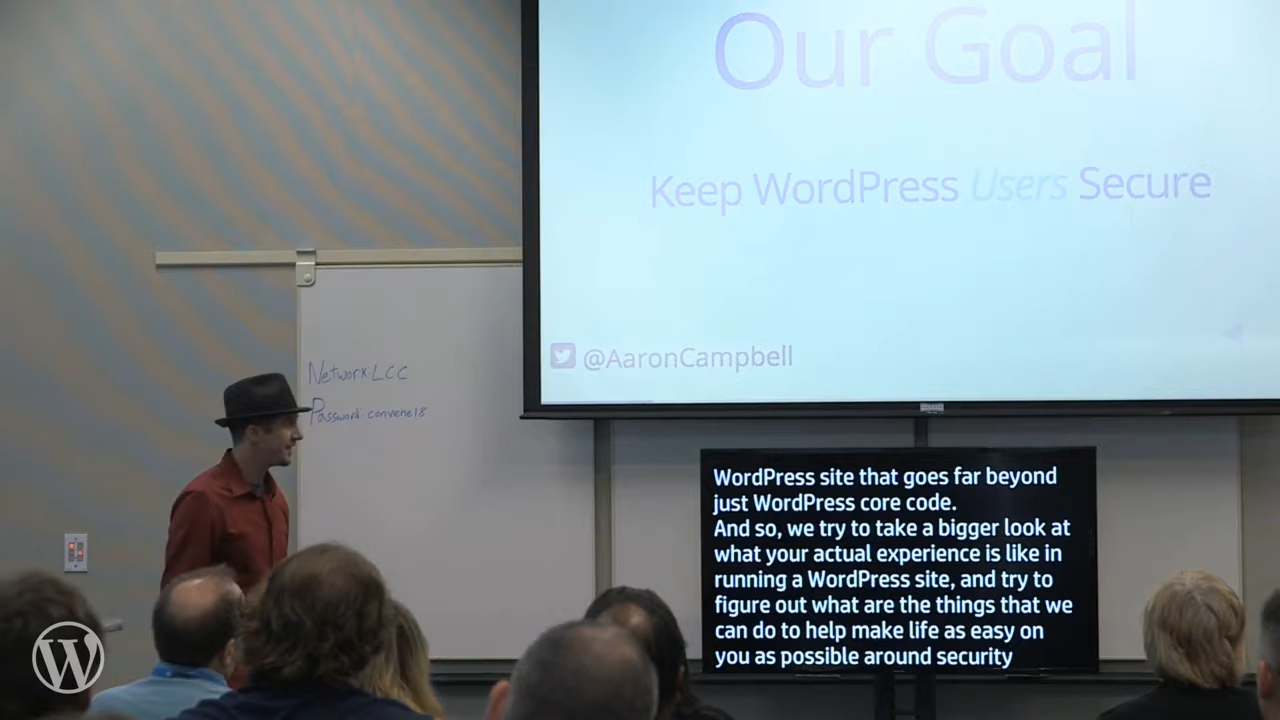 Our Goal
Keep WordPress Users Secure
@AaronCampbell
Network: LCC
Password: convene18
WordPress site that goes far beyond
just WordPress core code.
And so, we try to take a bigger look at
what your actual experience is like in
running a WordPress site, and try to
figure out what are the things that we
can do to help make life as easy on
you as possible around security